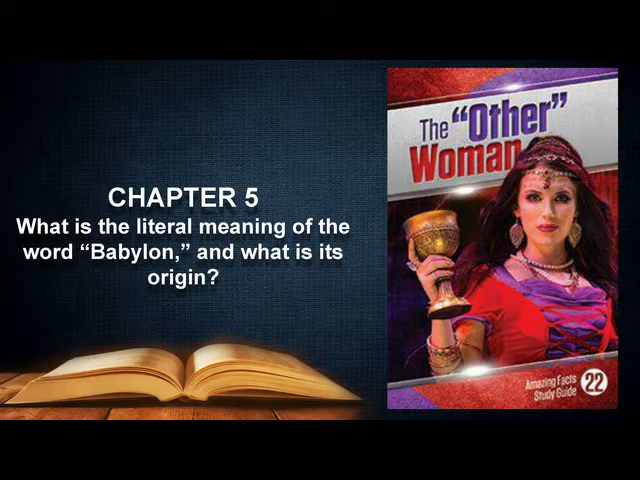 CHAPTER 5
What is the literal meaning of the
word “Babylon,” and what is its
origin?
The “Other”
Woman
Amazing Facts
Study Guide
22